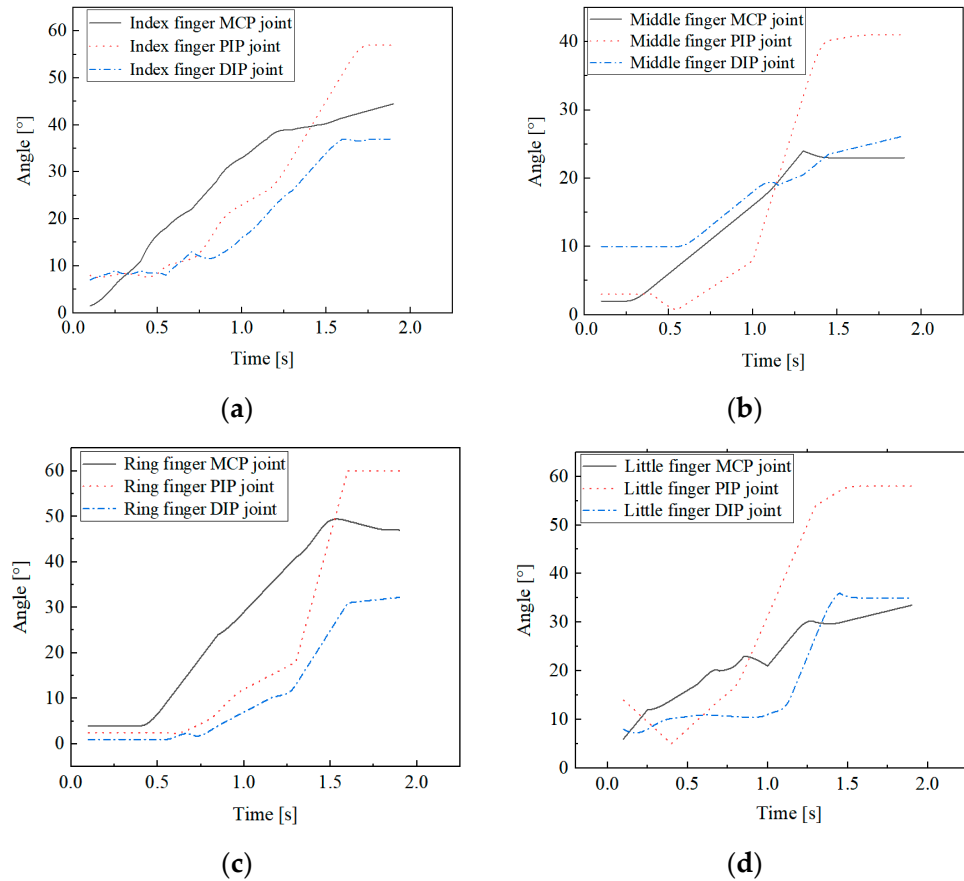 Index finger MCP joint
Index finger PIP joint
Index finger DIP joint
60
50
40
30
20
10
0
Angle [°]
0.0 0.5 1.0 1.5 2.0
Time [s]
(a)
Middle finger MCP joint
Middle finger PIP joint
Middle finger DIP joint
40
30
20
10
0
Angle [°]
0.0 0.5 1.0 1.5 2.0
Time [s]
(b)
Ring finger MCP joint
Ring finger PIP joint
Ring finger DIP joint
60
50
40
30
20
10
0
Angle [°]
0.0 0.5 1.0 1.5 2.0
Time [s]
(c)
Little finger MCP joint
Little finger PIP joint
Little finger DIP joint
60
50
40
30
20
10
0
Angle [°]
0.0 0.5 1.0 1.5 2.0
Time [s]
(d)